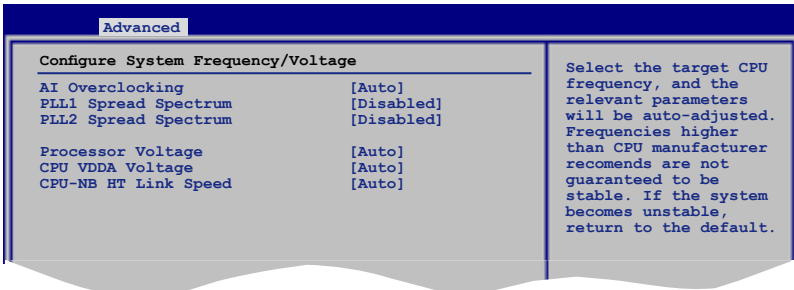 Advanced
Configure System Frequency/Voltage
AI Overclocking [Auto]
PLL1 Spread Spectrum [Disabled]
PLL2 Spread Spectrum [Disabled]
Processor Voltage [Auto]
CPU VDDA Voltage [Auto]
CPU-NB HT Link Speed [Auto]
Select the target CPU
frequency, and the
relevant parameters
will be auto-adjusted.
Frequencies higher
than CPU manufacturer
recomends are not
guaranteed to be
stable. If the system
becomes unstable,
return to the default.